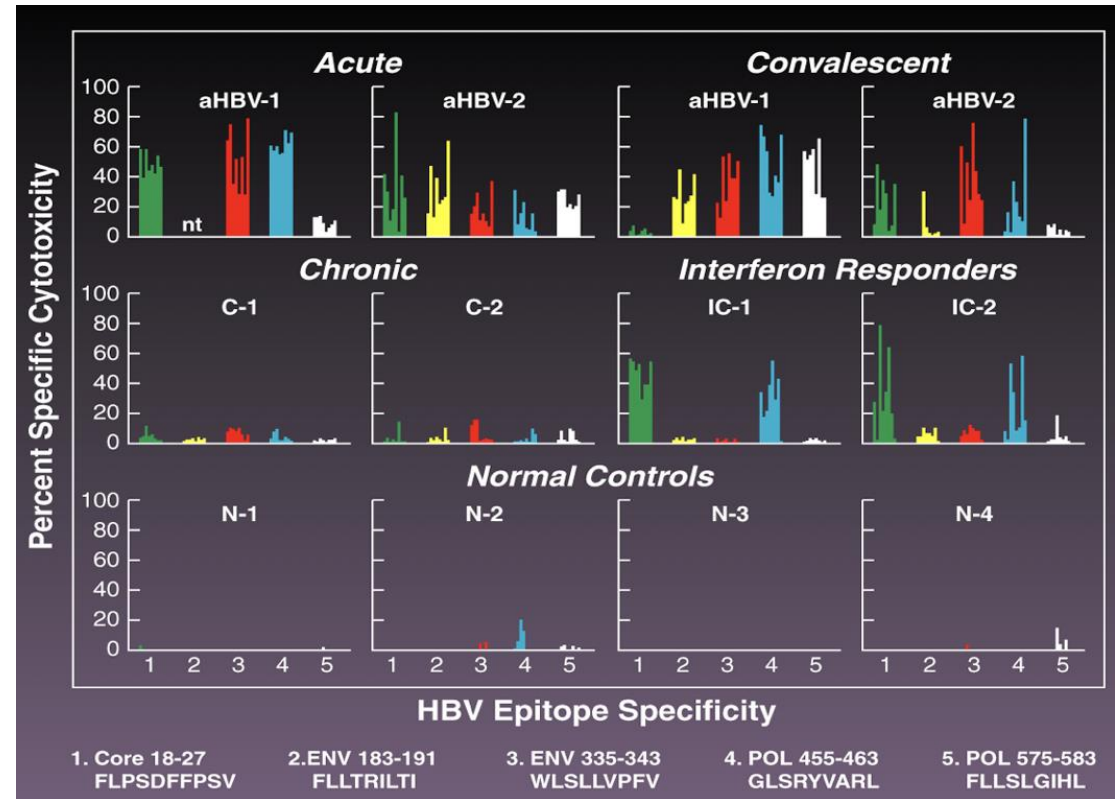 Acute
Convalescent
100
80
60
40
20
0
aHBV-1
nt
aHBV-2
aHBV-1
aHBV-2
Chronic
Interferon Responders
100
80
60
40
20
0
C-1
C-2
IC-1
IC-2
Normal Controls
100
80
60
40
20
0
N-1
N-2
N-3
N-4
1 2 3 4 5
1 2 3 4 5
1 2 3 4 5
1 2 3 4 5
Percent Specific Cytotoxicity
HBV Epitope Specificity
1. Core 18-27
FLPSDFFPSV
2.ENV 183-191
FLLTRILTI
3. ENV 335-343
WLSLLVPFV
4. POL 455-463
GLSRYVARL
5. POL 575-583
FLLSLGIHL